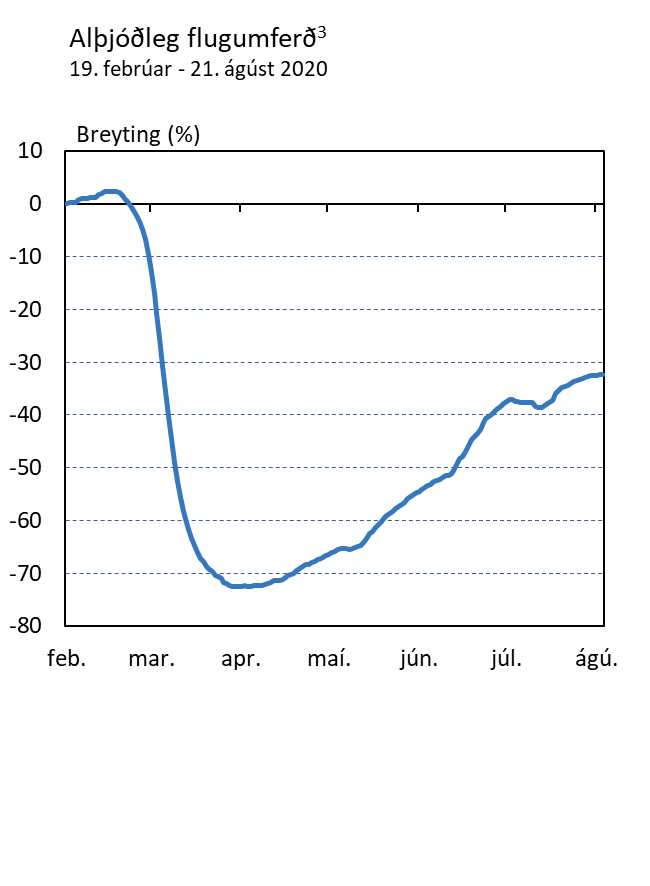 Alþjóðleg flugumferð³
19. febrúar - 21. ágúst 2020
Breyting (%)
10
0
-10
-20
-30
-40
-50
-60
-70
-80
feb. mar. apr. maí. jún. júl. ágú.